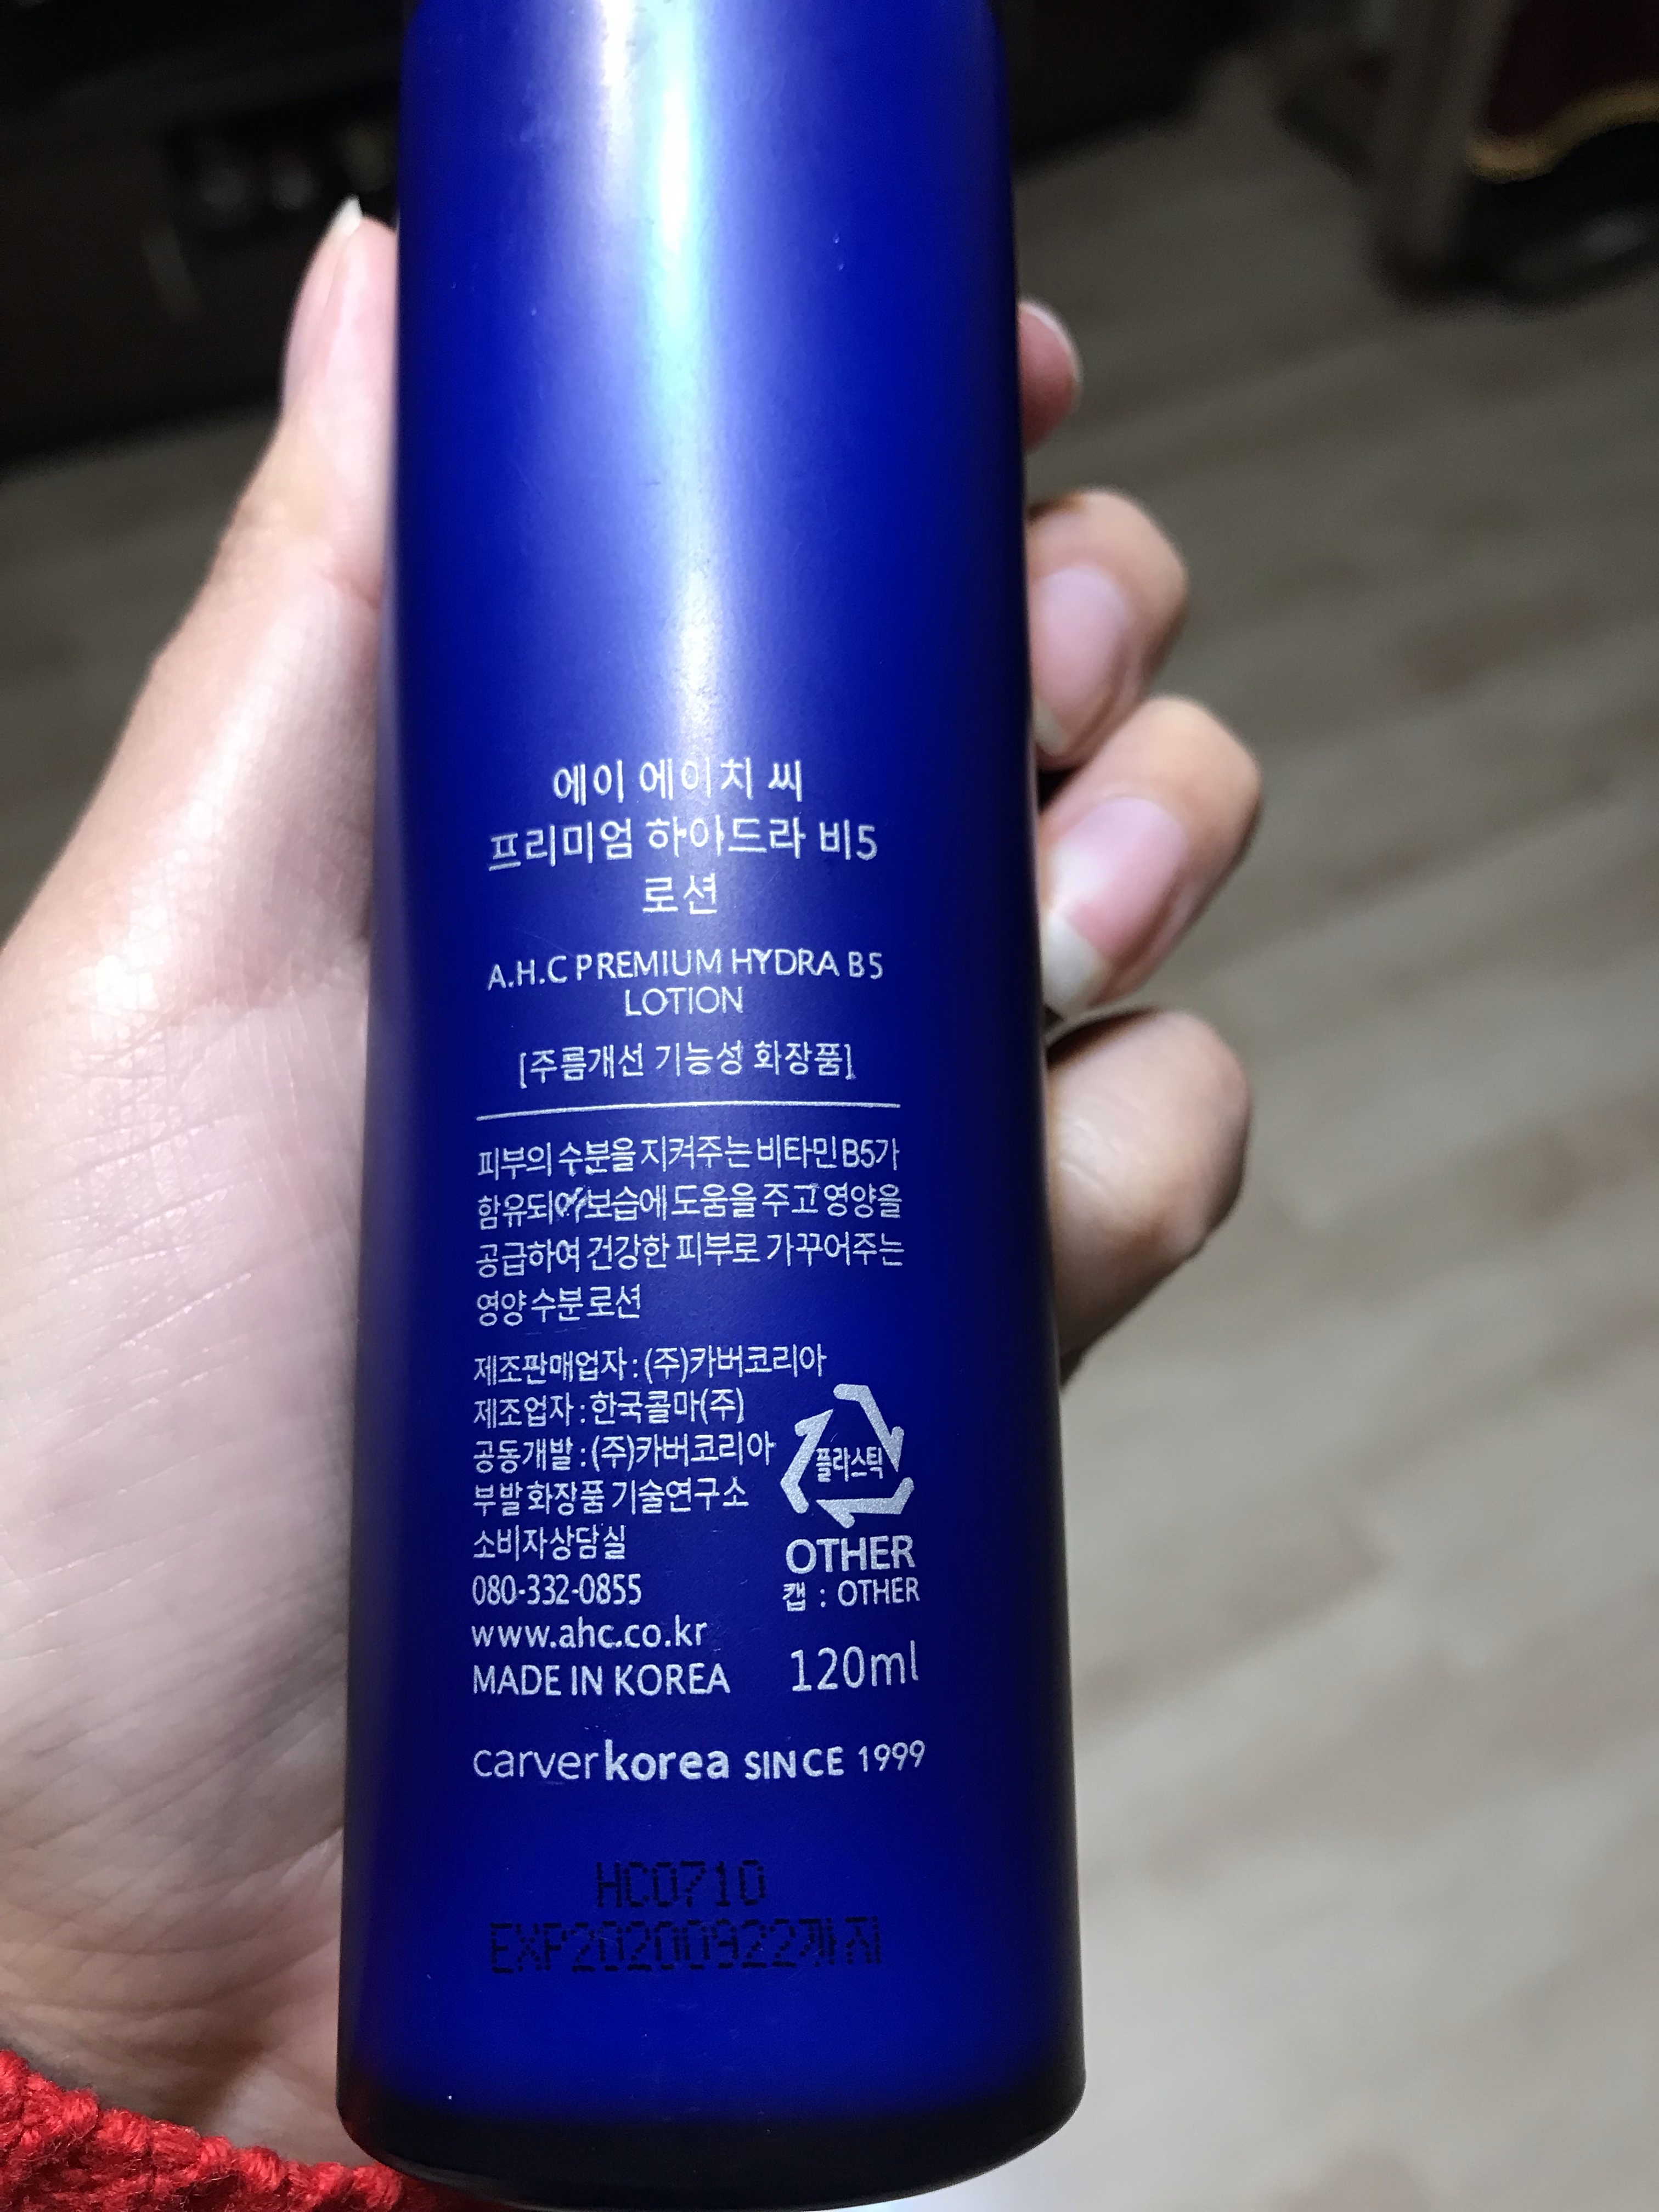 에이 에이치 씨
프리미엄 하이드라 비5
로션
A.H.C PREMIUM HYDRA B5
LOTION
[주름개선 기능성 화장품]
피부의 수분을 지켜주는 비타민B5가
함유되어 보습에 도움을 주고 영양을
공급하여 건강한 피부로 가꾸어주는
영양 수분 로션
제조판매업자 : (주)카버코리아
제조업자 : 한국콜마(주)
공동개발 : (주)카버코리아
부발 화장품 기술연구소
소비자상담실
080-332-0855
www.ahc.co.kr
MADE IN KOREA
플라스틱
OTHER
캡 : OTHER
120ml
carverkorea SINCE 1999
HC0710
EXP20200922까지